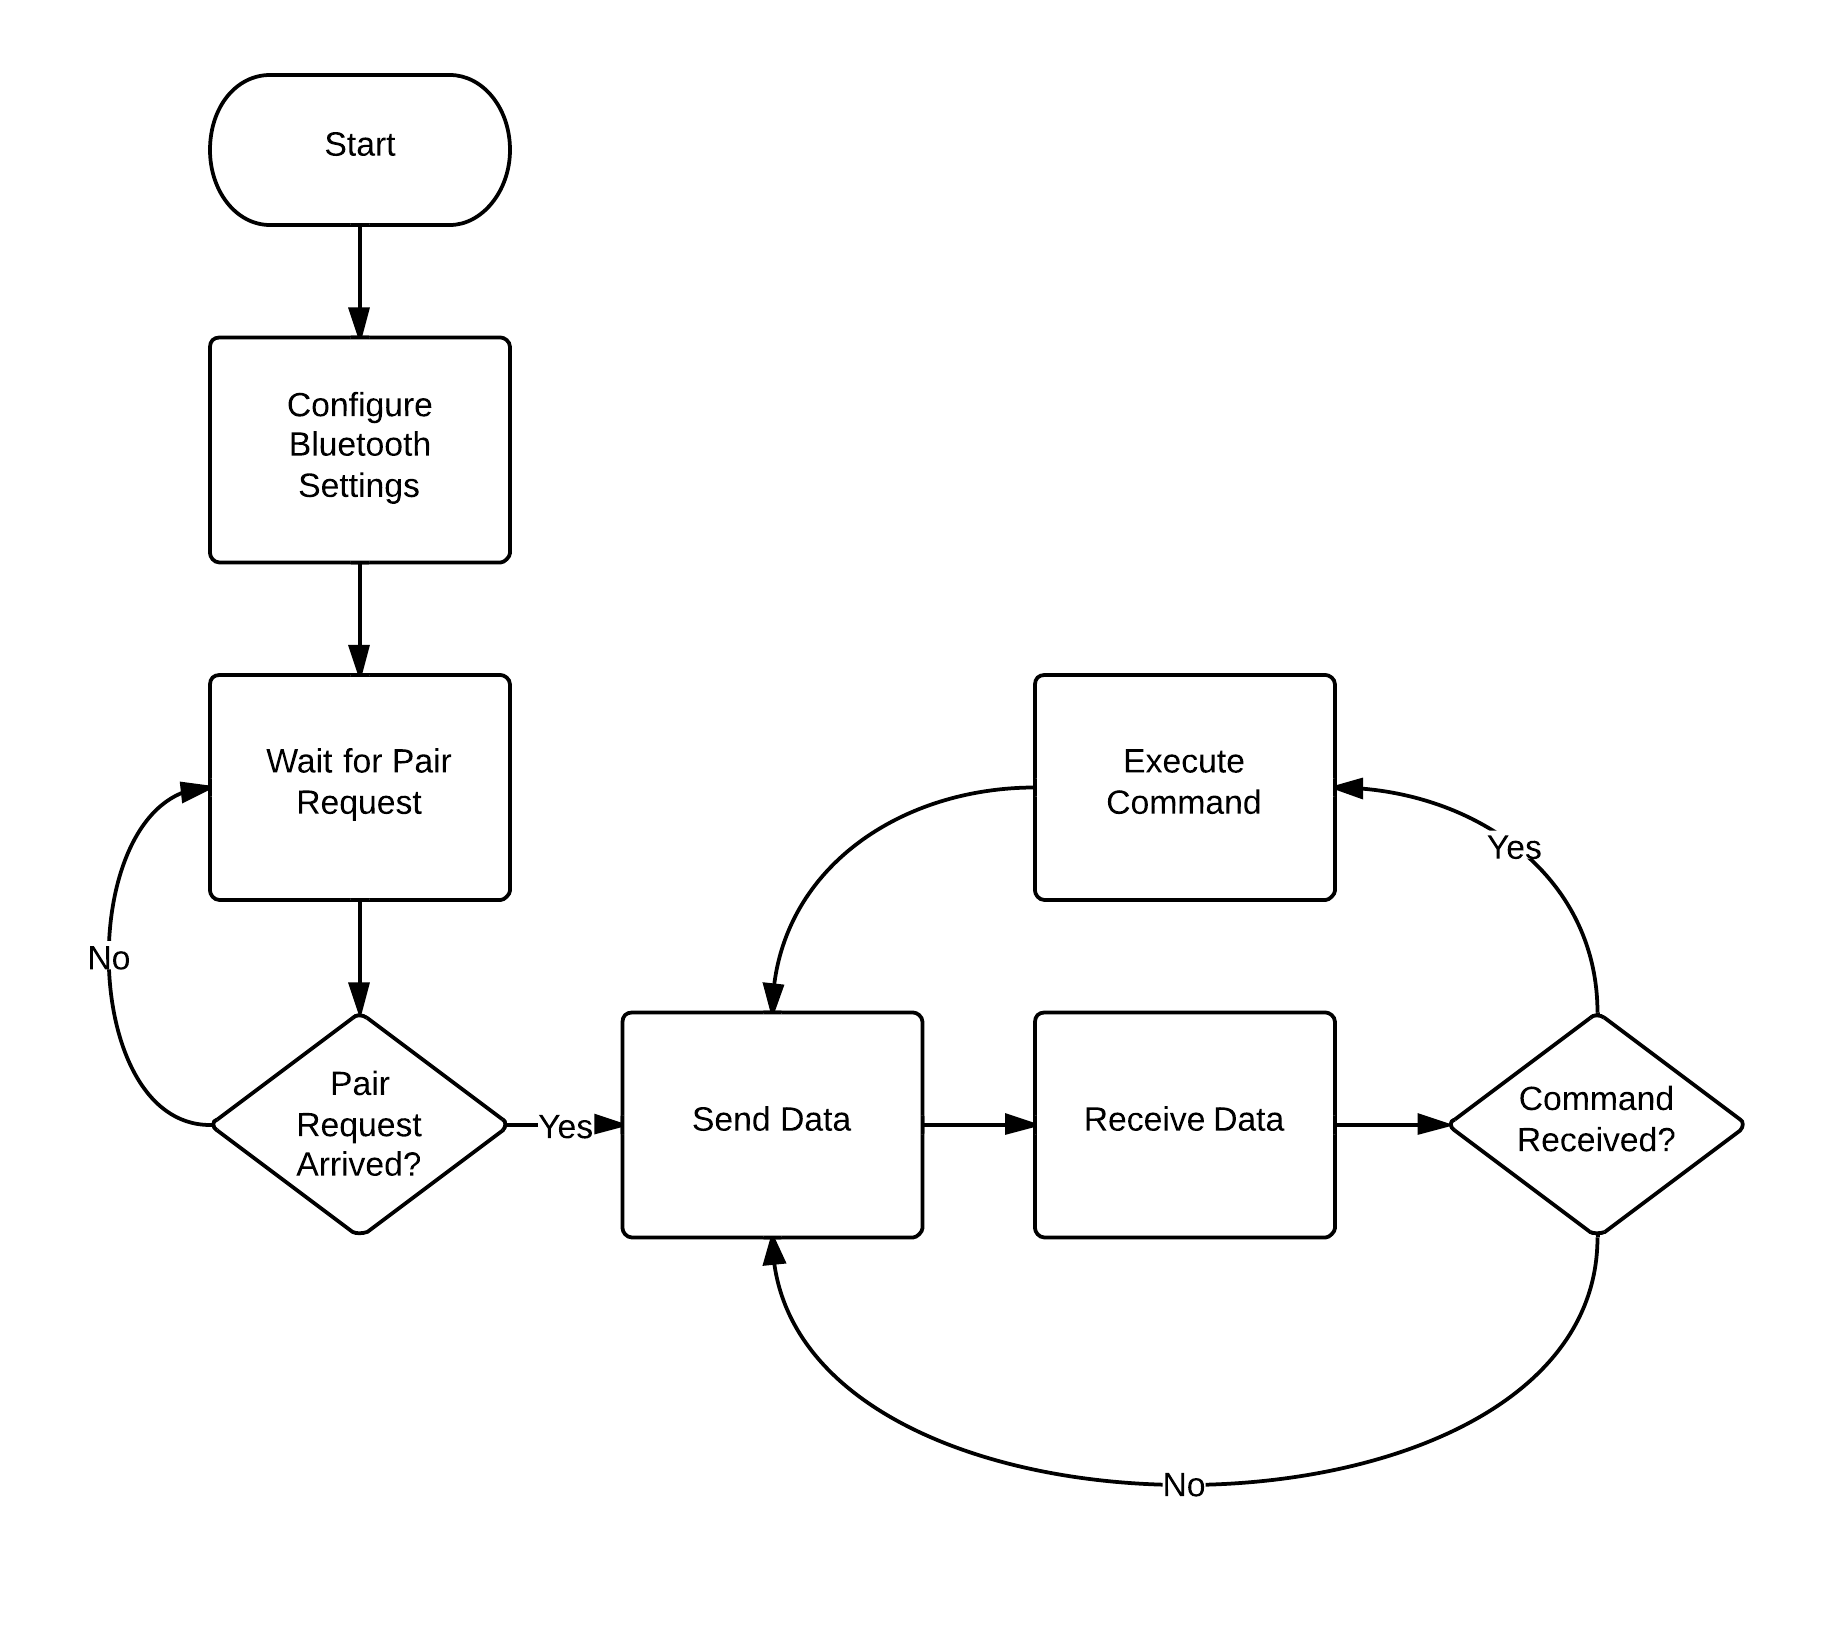 Start
Configure
Bluetooth
Settings
Wait for Pair
Request
No
Pair
Request
Arrived?
Yes
Send Data
Receive Data
Command
Received?
Yes
Execute
Command
No